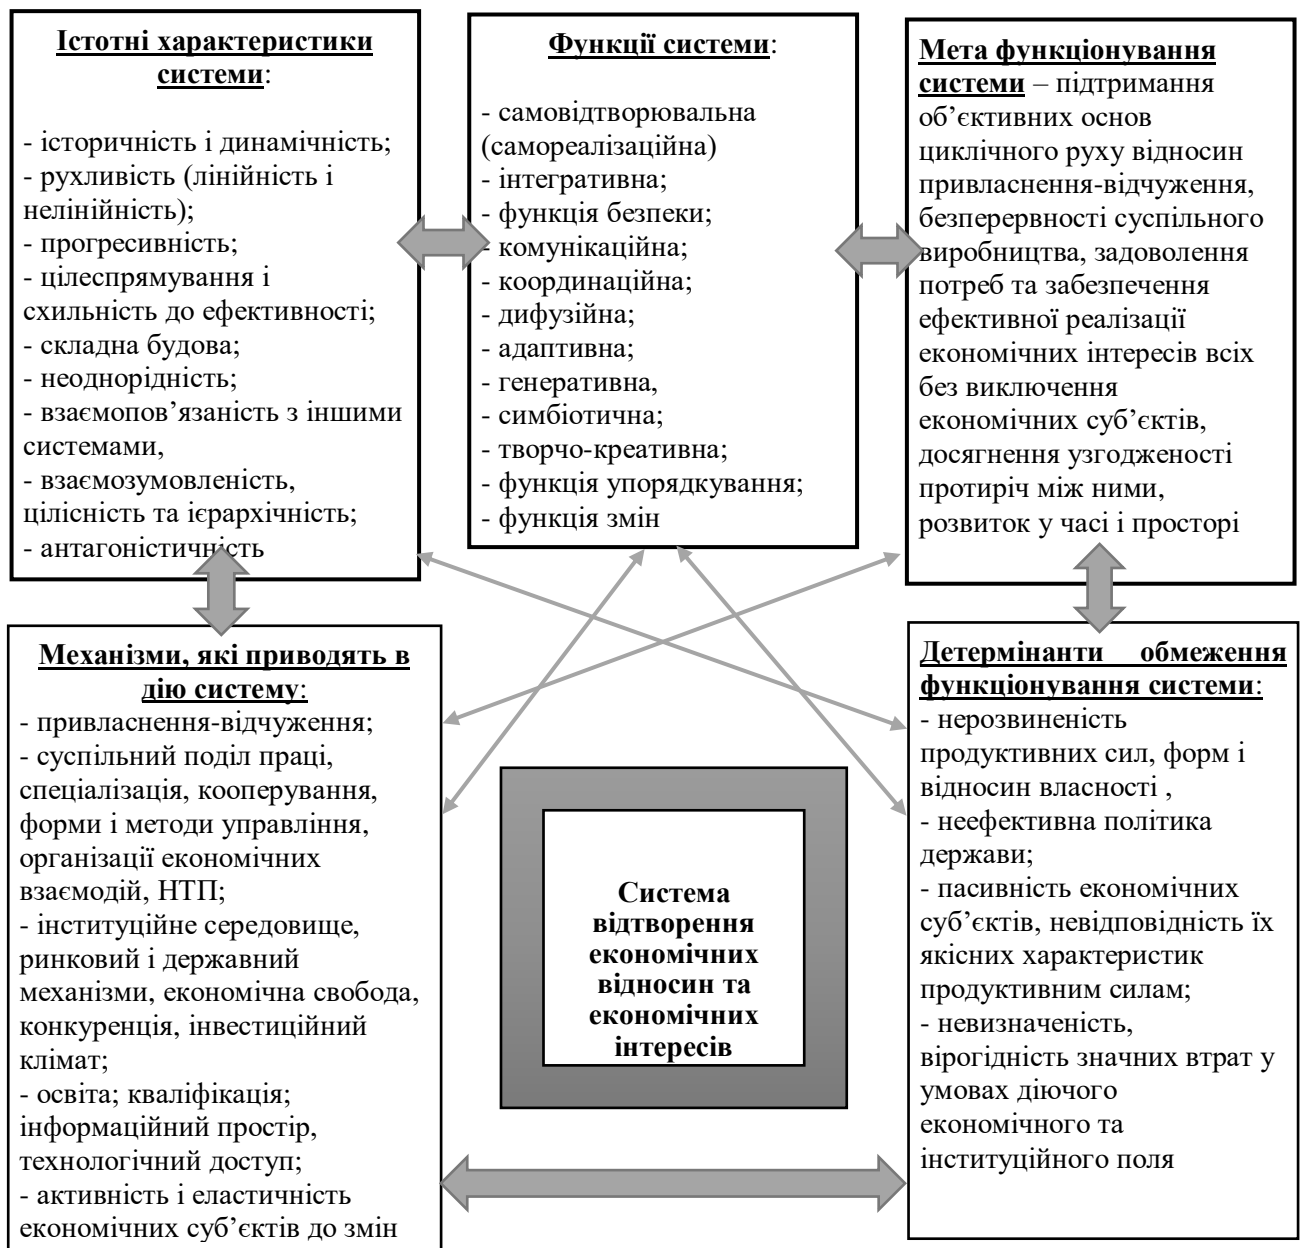 Істотні характеристики
системи:
- історичність і динамічність;
- рухливість (лінійність і
нелінійність);
- прогресивність;
- цілеспрямування і
схильність до ефективності;
- складна будова;
- неоднорідність;
- взаємопов’язаність з іншими
системами,
- взаємозумовленість,
цілісність та ієрархічність;
- антагоністичність
Функції системи:
- самовідтворювальна
(самореалізаційна)
- інтегративна;
- функція безпеки;
- комунікаційна;
- координаційна;
- дифузійна;
- адаптивна;
- генеративна,
- симбіотична;
- творчо-креативна;
- функція упорядкування;
- функція змін
Мета функціонування
системи – підтримання
об’єктивних основ
циклічного руху відносин
привласнення-відчуження,
безперервності суспільного
виробництва, задоволення
потреб та забезпечення
ефективної реалізації
економічних інтересів всіх
без виключення
економічних суб’єктів,
досягнення узгодженості
протиріч між ними,
розвиток у часі і просторі
Механізми, які приводять в
дію систему:
- привласнення-відчуження;
- суспільний поділ праці,
спеціалізація, кооперування,
форми і методи управління,
організації економічних
взаємодій, НТП;
- інституційне середовище,
ринковий і державний
механізми, економічна свобода,
конкуренція, інвестиційний
клімат;
- освіта; кваліфікація;
інформаційний простір,
технологічний доступ;
- активність і еластичність
економічних суб’єктів до змін
Система
відтворення
економічних
відносин та
економічних
інтересів
Детермінанти обмеження
функціонування системи:
- нерозвиненість
продуктивних сил, форм і
відносин власності ,
- неефективна політика
держави;
- пасивність економічних
суб’єктів, невідповідність їх
якісних характеристик
продуктивним силам;
- невизначеність,
вірогідність значних втрат у
умовах діючого
економічного та
інституційного поля